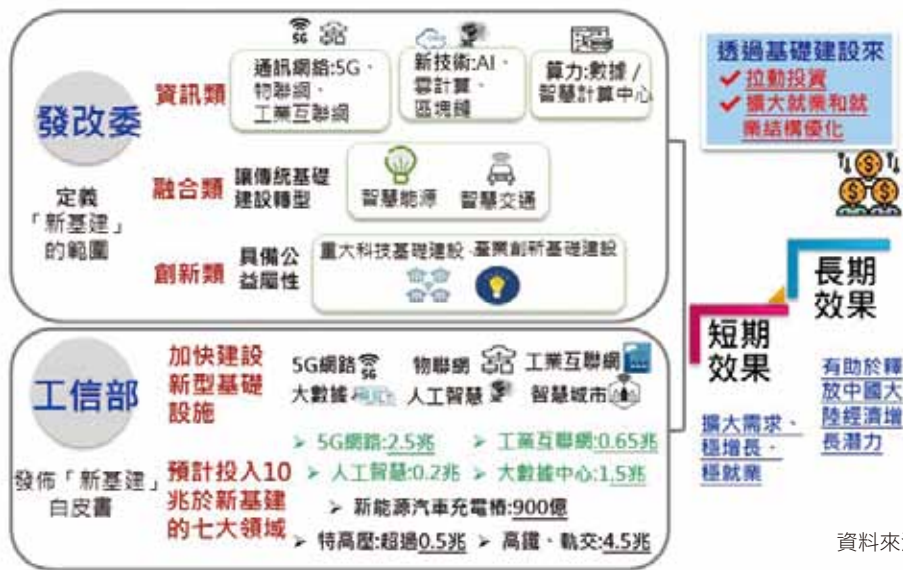 發改委
定義
「新基建」
的範圍
資訊類
5G
通訊網路:5G、
物聯網、
工業互聯網
新技術:AI、
雲計算、
區塊鏈
算力:數據/
智慧計算中心
融合類
讓傳統基礎
建設轉型
智慧能源
智慧交通
創新類
具備公
益屬性
重大科技基礎建設
產業創新基礎建設
工信部
發佈「新基建」
白皮書
加快建設
新型基礎
設施
5G網路
5G
物聯網
工業互聯網
大數據
人工智慧
智慧城市
預計投入10
兆於新基建
的七大領域
➢ 5G網路:2.5兆
➢ 工業互聯網:0.65兆
➢ 人工智慧:0.2兆
➢ 大數據中心:1.5兆
➢ 新能源汽車充電樁:900億
➢ 特高壓:超過0.5兆
➢ 高鐵、軌交:4.5兆
透過基礎建設來
✓ 拉動投資
✓ 擴大就業和就
業結構優化
短期
效果
擴大需求、
穩增長、
穩就業
長期
效果
有助於釋
放中國大
陸經濟增
長潛力
資料來